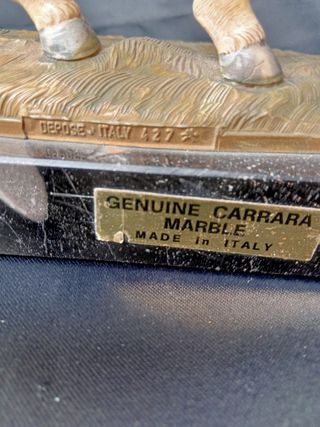 DEPOSE • ITALY 427
GENUINE CARRARA
MARBLE
MADE in ITALY